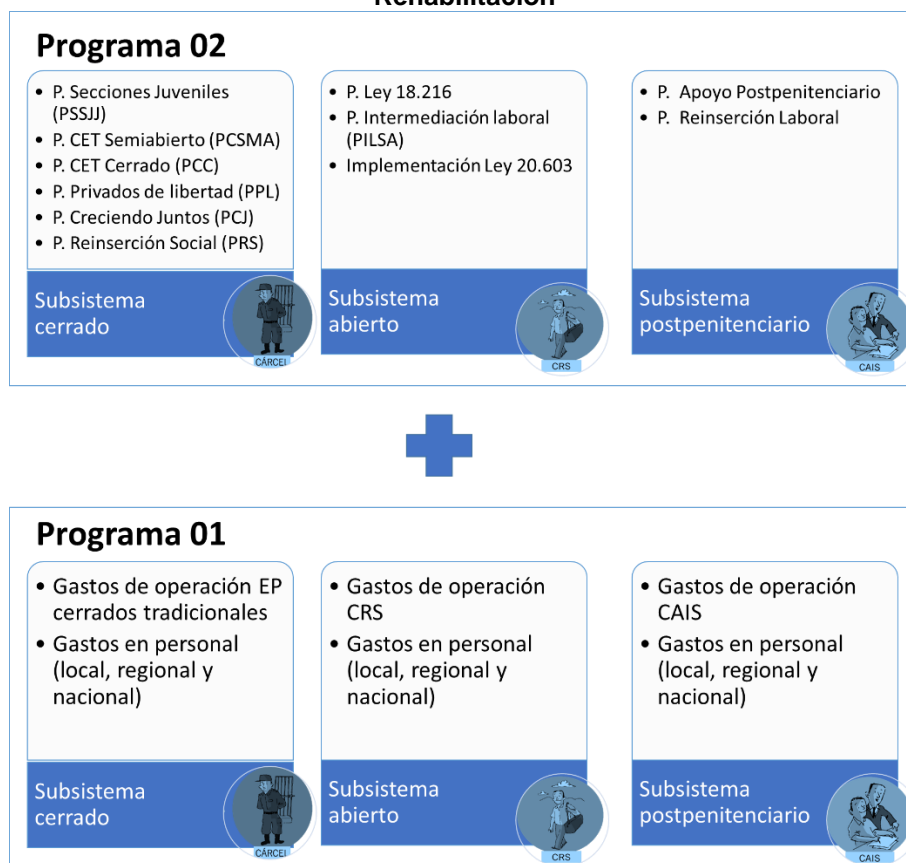 Rehabilitación
Programa 02
• P. Secciones Juveniles
(PSSJJ)
• P. CET Semiabierto (PCSMA)
• P. CET Cerrado (PCC)
• P. Privados de libertad (PPL)
• P. Creciendo Juntos (PCJ)
• P. Reinserción Social (PRS)
Subsistema
cerrado
CÁRCEL
• P. Ley 18.216
• P. Intermediación laboral
(PILSA)
• Implementación Ley 20.603
Subsistema
abierto
CRS
• P. Apoyo Postpenitenciario
• P. Reinserción Laboral
Subsistema
postpenitenciario
CAIS
Programa 01
• Gastos de operación EP
cerrados tradicionales
• Gastos en personal
(local, regional y
nacional)
Subsistema
cerrado
CÁRCEL
• Gastos de operación
CRS
• Gastos en personal
(local, regional y
nacional)
Subsistema
abierto
CRS
• Gastos de operación
CAIS
• Gastos en personal
(local, regional y
nacional)
Subsistema
postpenitenciario
CAIS